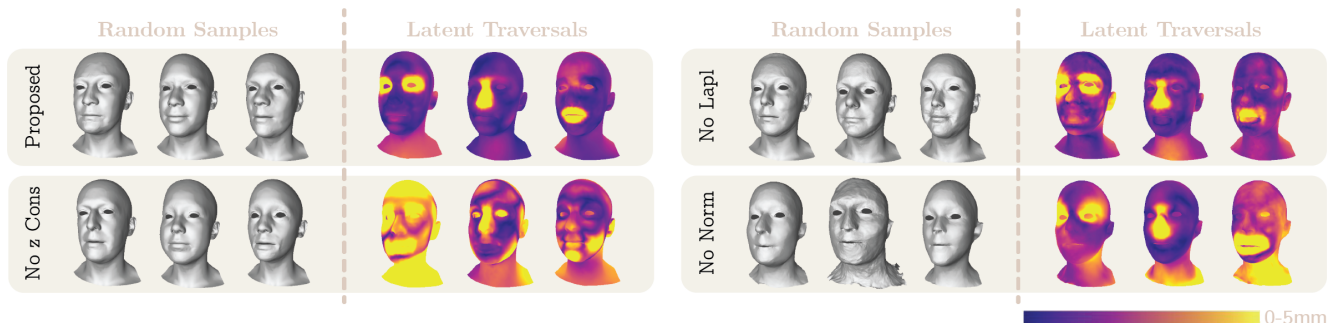 Random Samples
Latent Traversals
Random Samples
Latent Traversals
Proposed
No Lapl
No z Cons
No Norm
0-5mm